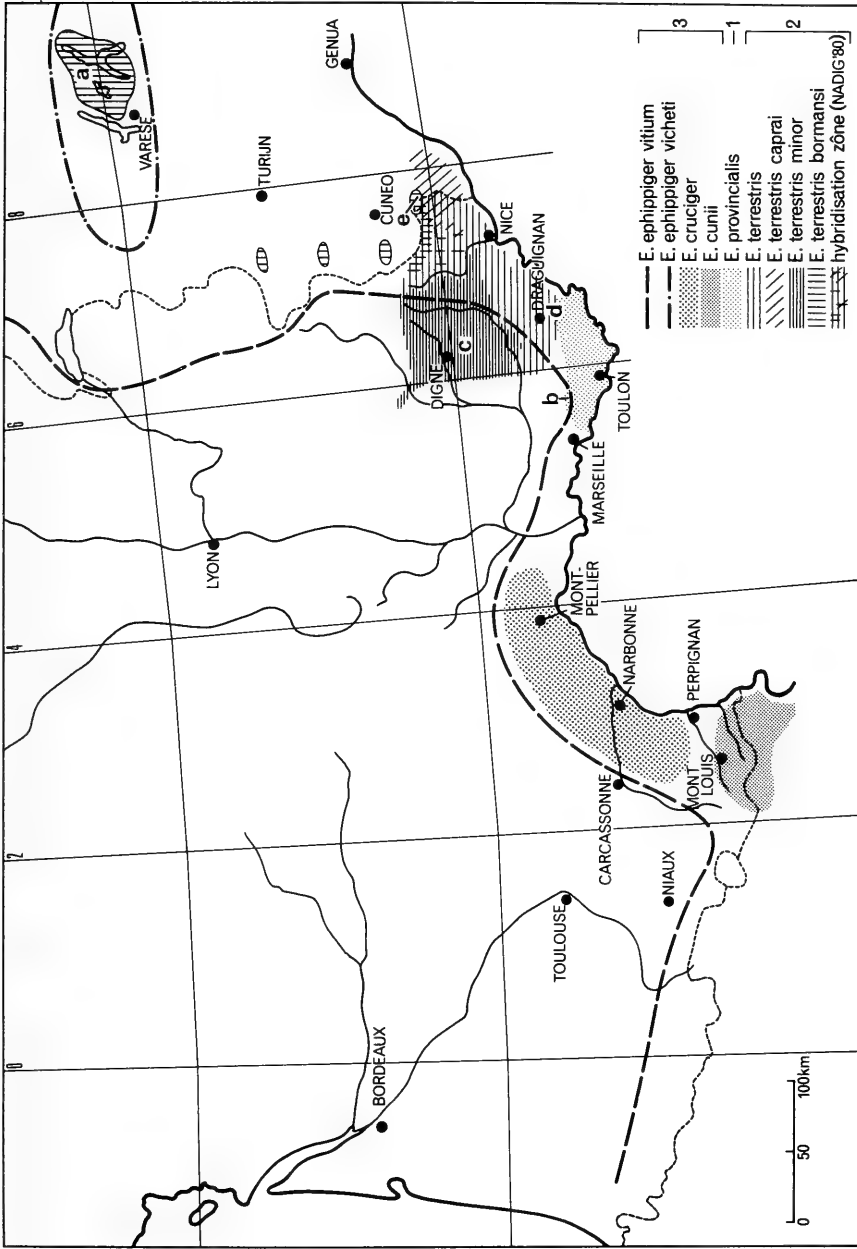 0
2
4
6
8
a
VARESE
GENUA
TURIJN
CUNEO
e
NICE
LYON
DIGNE
c
DRAGUIGNAN
d
b
TOULON
MARSEILLE
MONT-
PELLIER
NARBONNE
PERPIGNAN
CARCASSONNE
MONT
LOUIS
BORDEAUX
TOULOUSE
NIAUX
0 50 100km
E. ephippiger vitium
E. ephippiger vicheti
E. cruciger
E. cunii
E. provincialis
E. terrestris
E. terrestris caprai
E. terrestris minor
E. terrestris bormansi
hybridisation zône (NADIG'80)
3
1
2